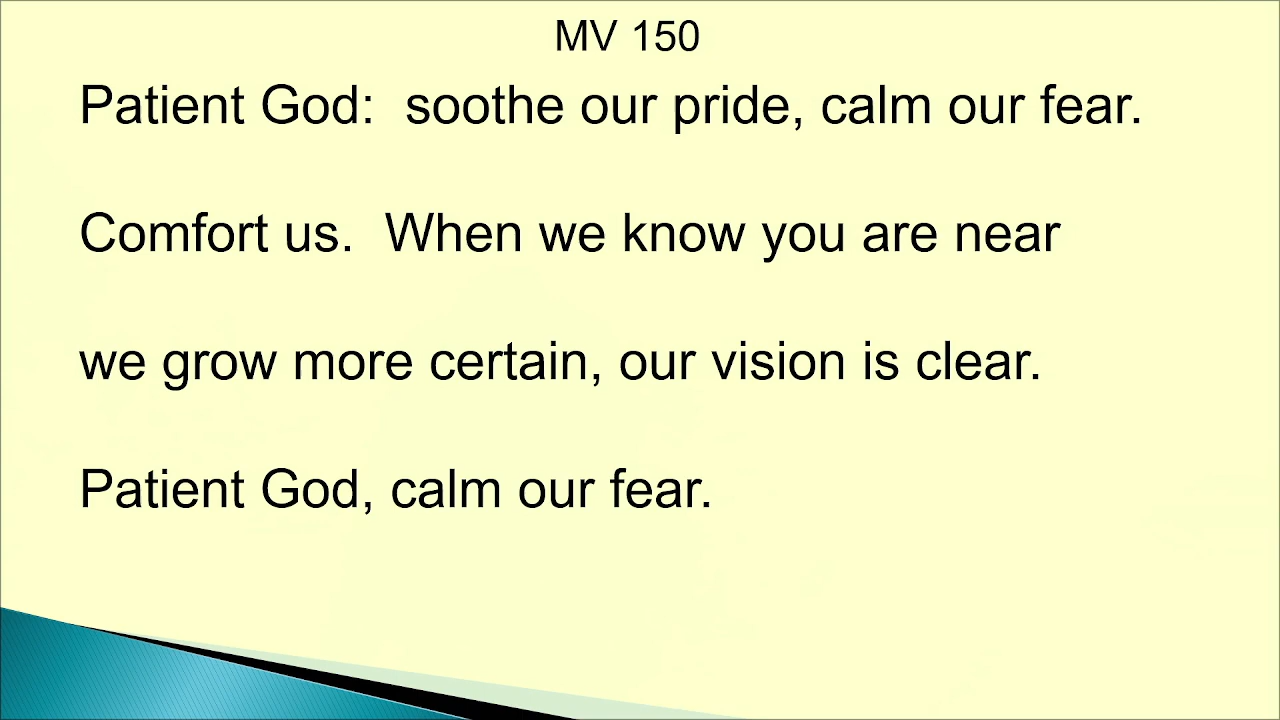 MV 150
Patient God:  soothe our pride, calm our fear.
Comfort us.  When we know you are near
we grow more certain, our vision is clear.
Patient God, calm our fear.